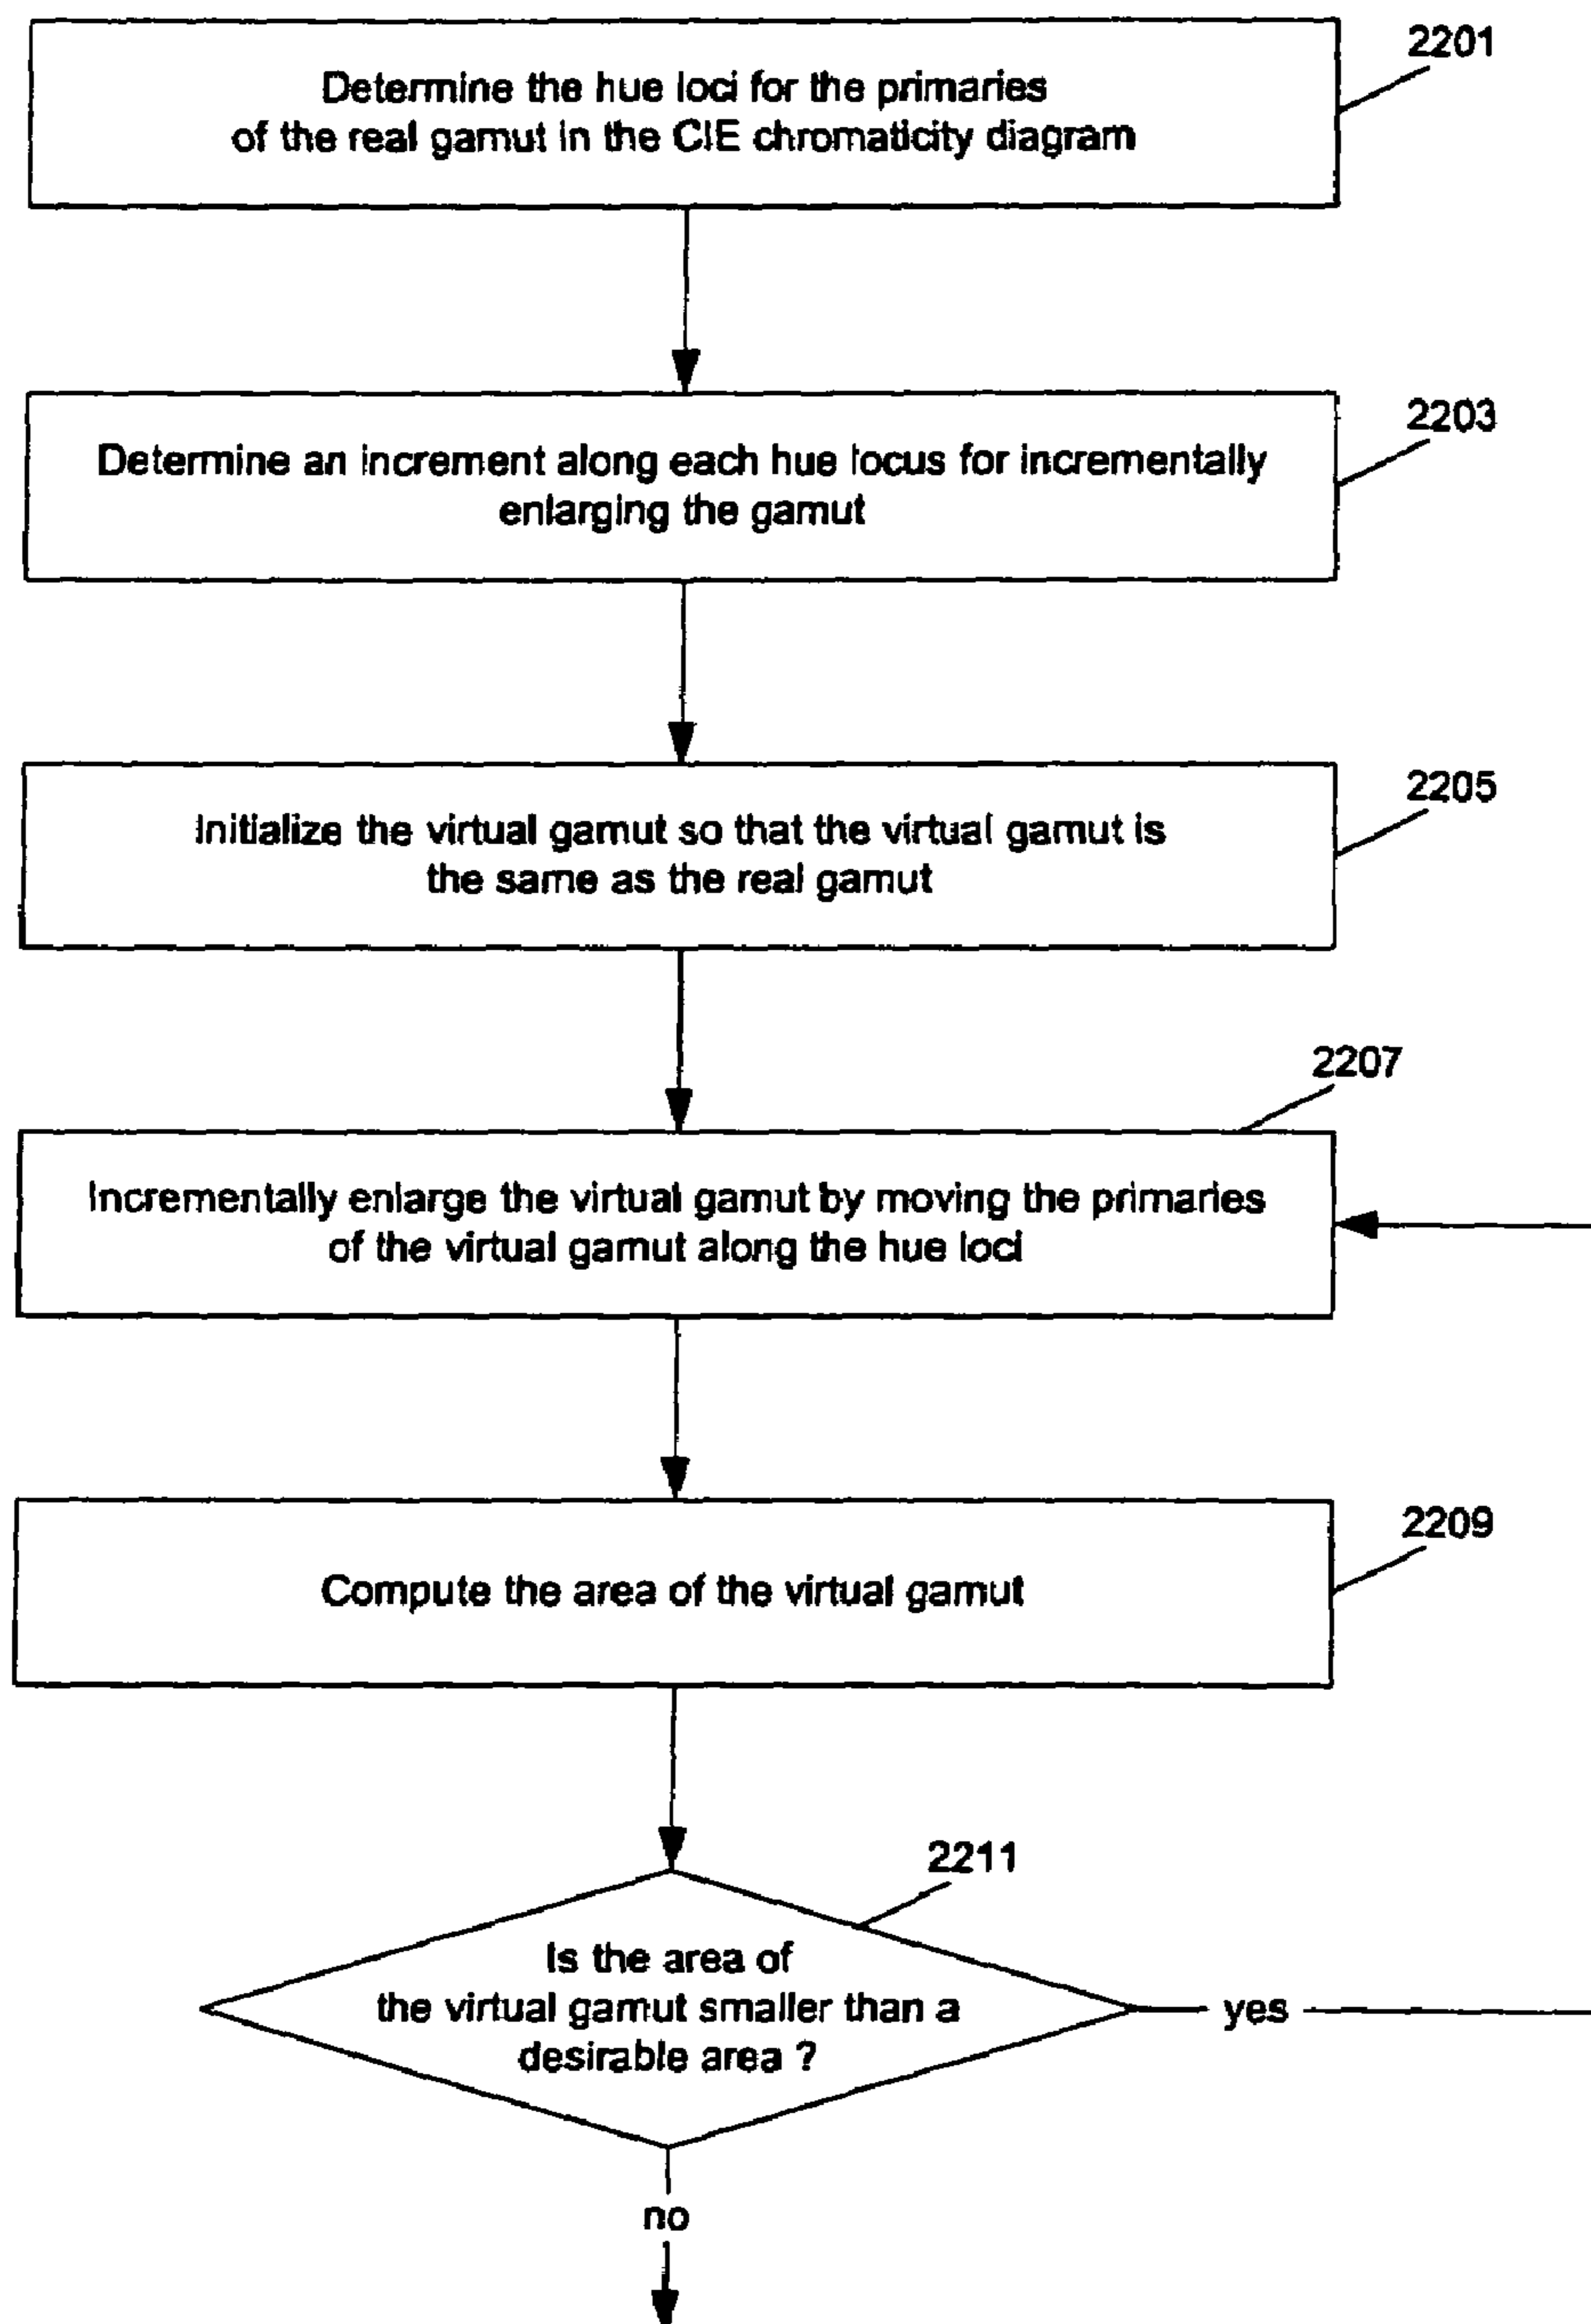 2201
Determine the hue loci for the primaries
of the real gamut in the CIE chromaticity diagram
2203
Determine an increment along each hue locus for incrementally
enlarging the gamut
2205
Initialize the virtual gamut so that the virtual gamut is
the same as the real gamut
2207
Incrementally enlarge the virtual gamut by moving the primaries
of the virtual gamut along the hue loci
2209
Compute the area of the virtual gamut
2211
Is the area of
the virtual gamut smaller than a
desirable area ?
yes
no